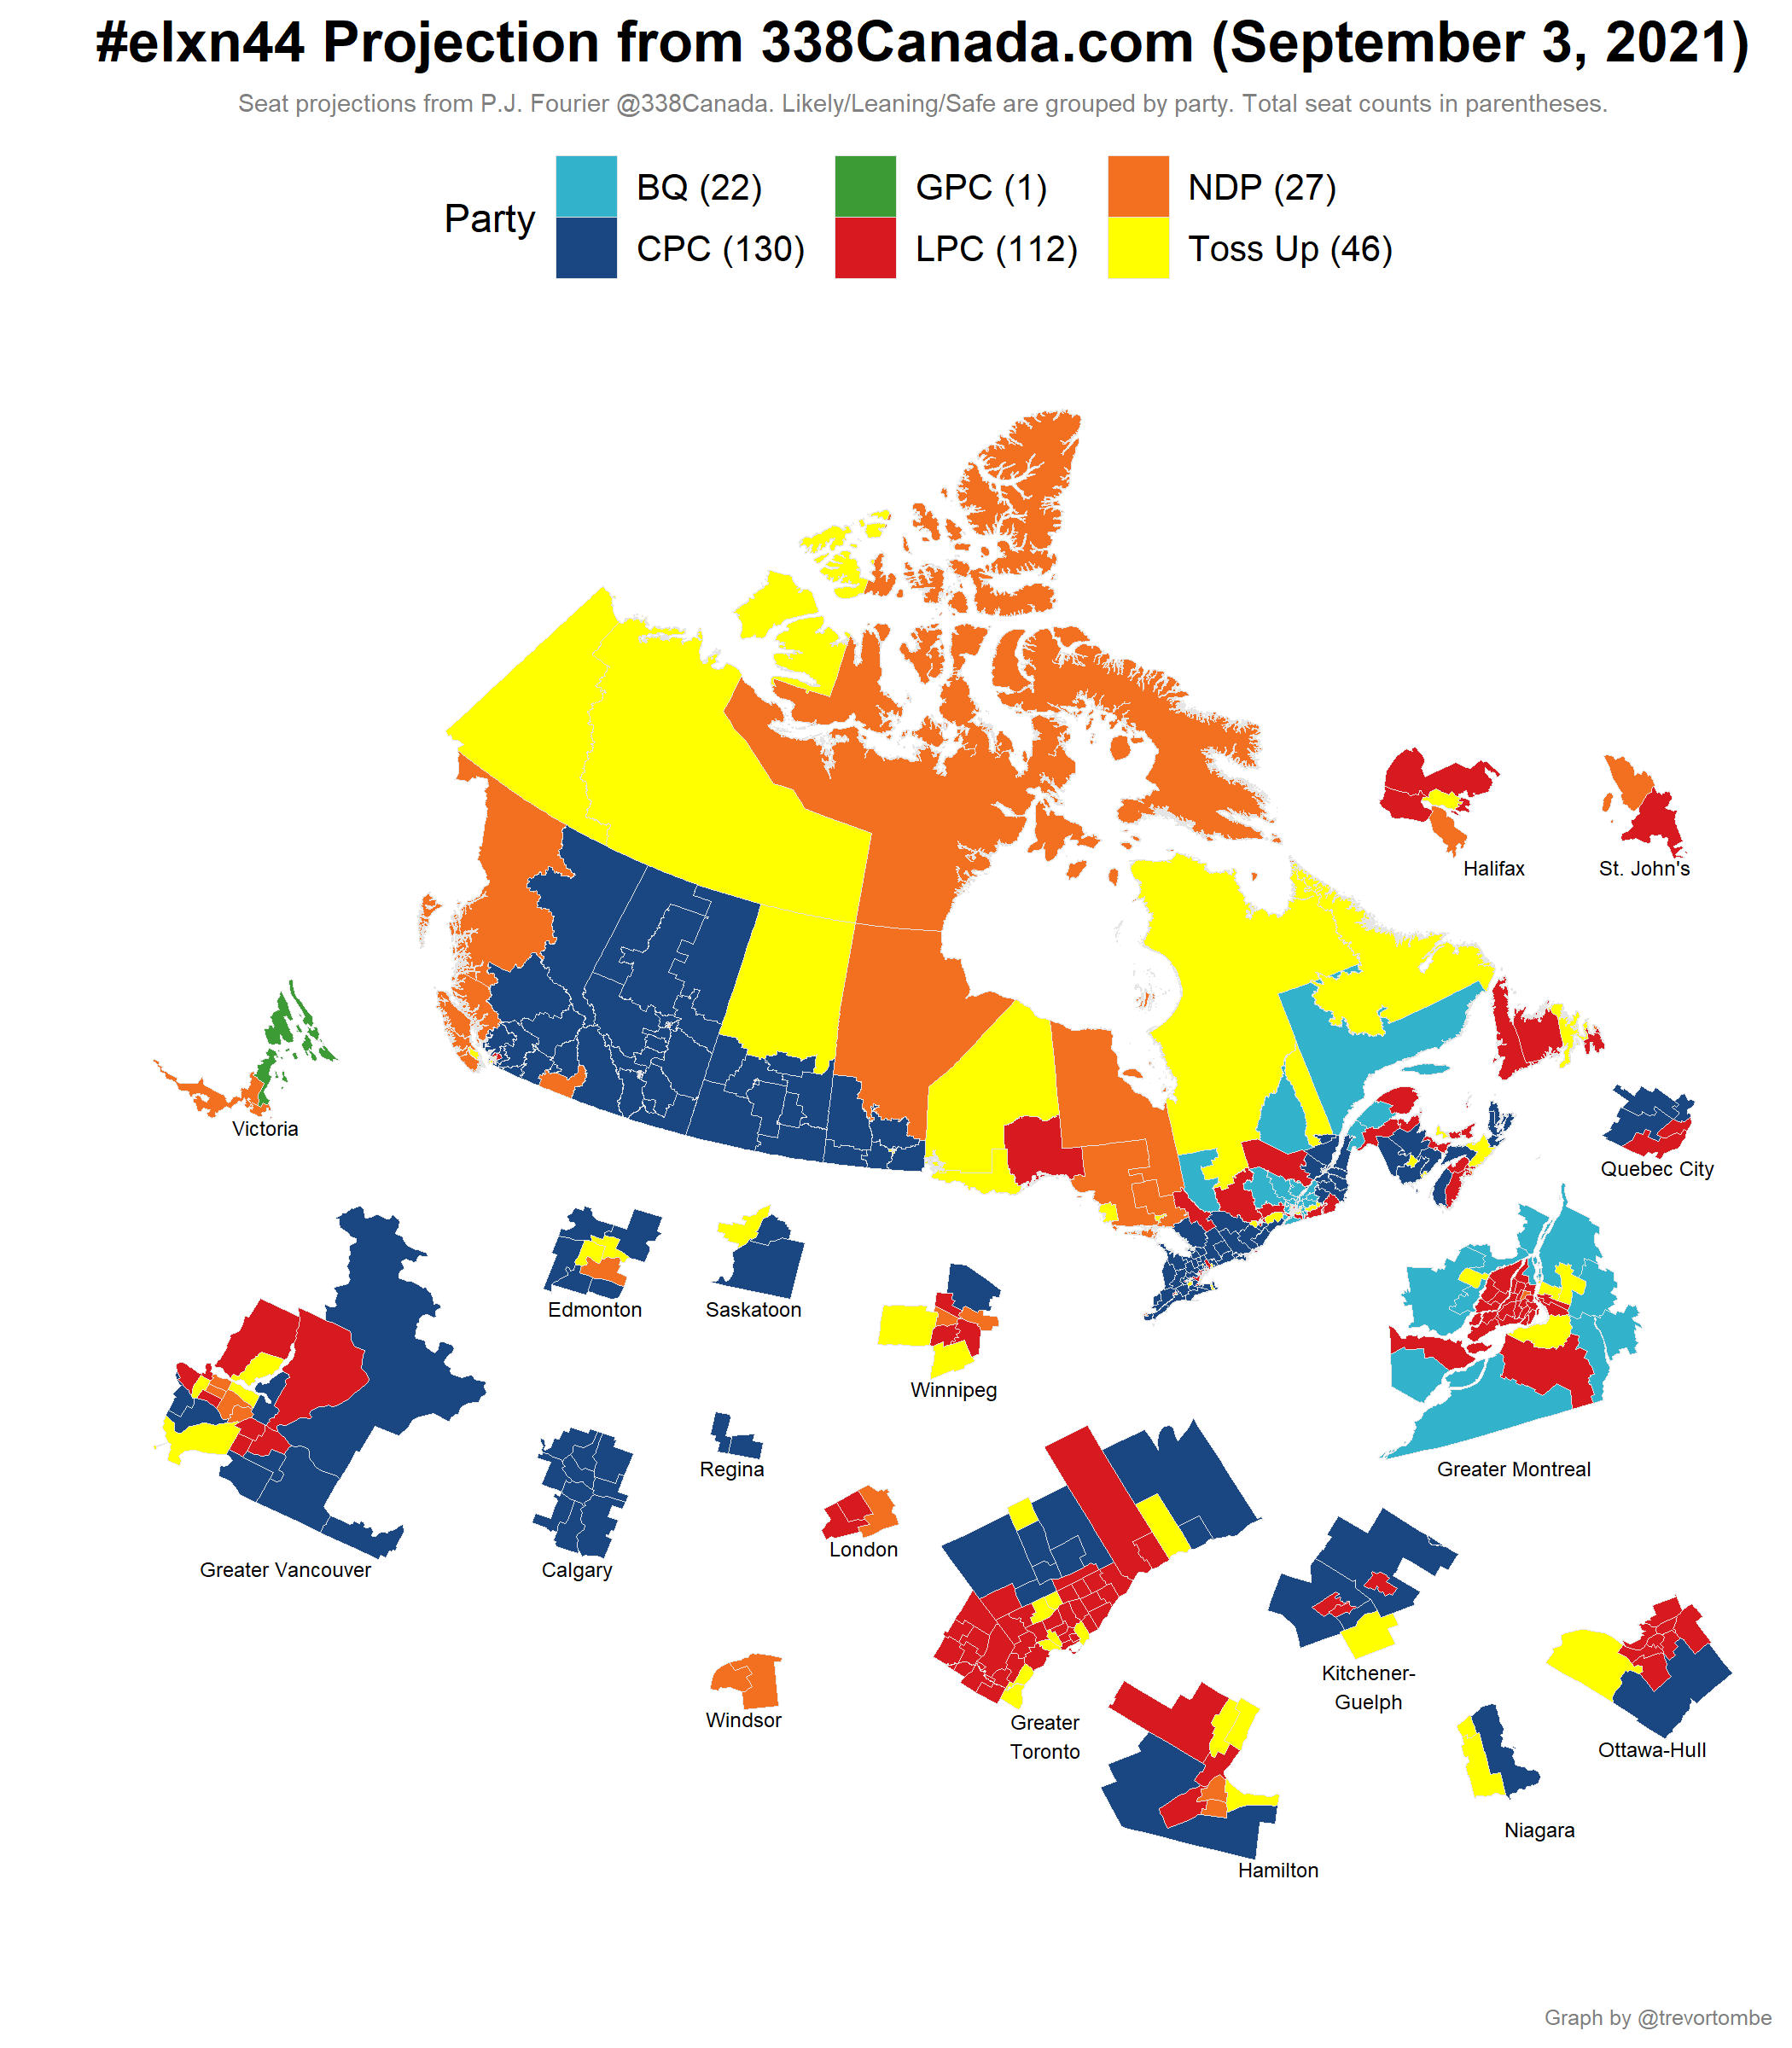 #elxn44 Projection from 338Canada.com (September 3, 2021)
Seat projections from P.J. Fourier @338Canada. Likely/Leaning/Safe are grouped by party. Total seat counts in parentheses.
Party
BQ (22)
GPC (1)
NDP (27)
CPC (130)
LPC (112)
Toss Up (46)
Halifax
St. John's
Victoria
Quebec City
Edmonton
Saskatoon
Winnipeg
Greater Montreal
Regina
London
Greater Vancouver
Calgary
Kitchener-
Guelph
Windsor
Greater
Toronto
Ottawa-Hull
Niagara
Hamilton
Graph by @trevortombe